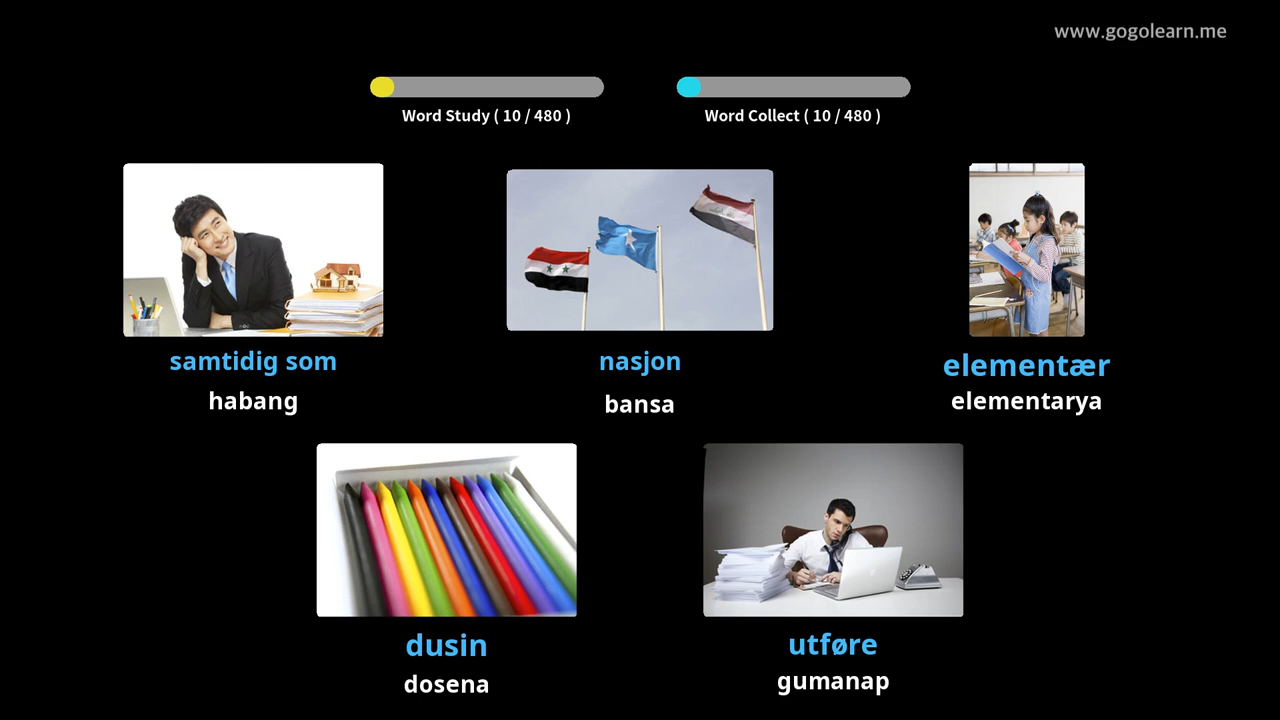 www.gogolearn.me
Word Study ( 10 / 480 )
Word Collect ( 10 / 480 )
samtidig som
habang
nasjon
bansa
elementær
elementarya
dusin
dosena
utføre
gumanap